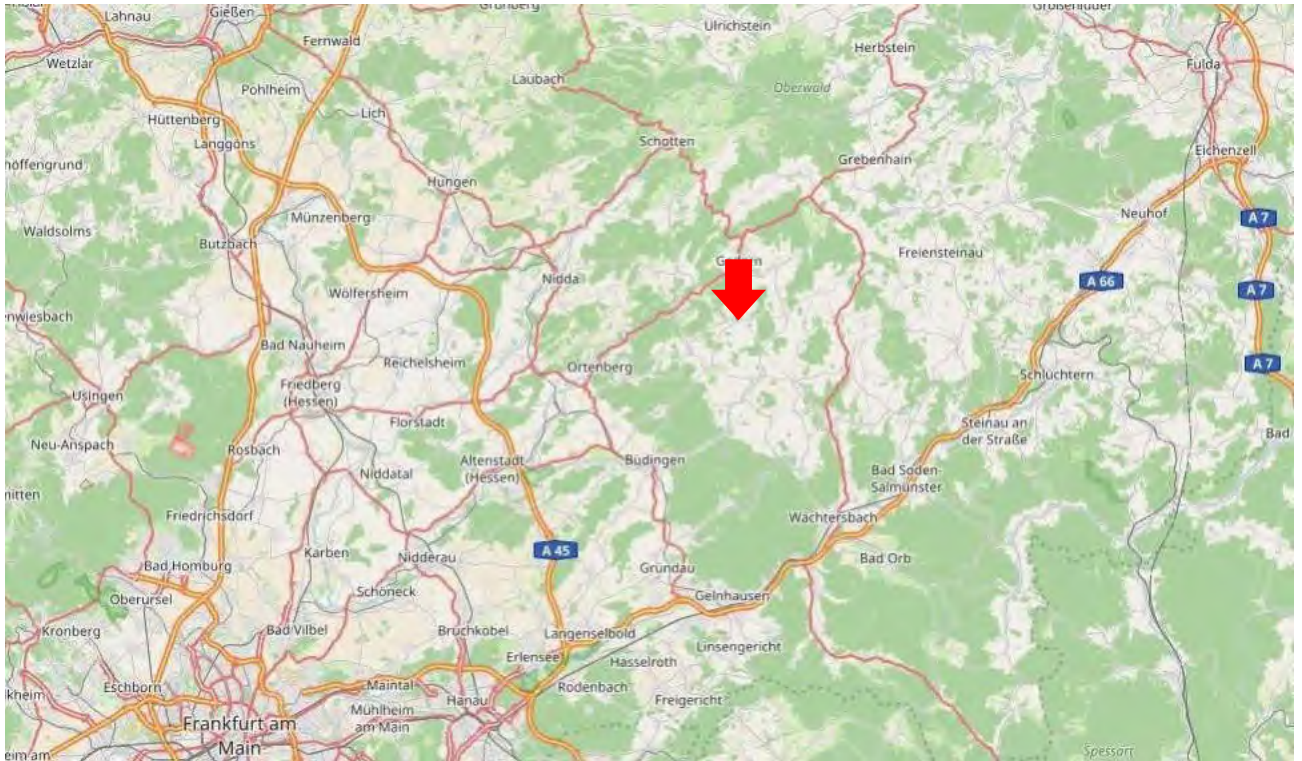 Lahnau
Gießen
Grünberg
Ulrichstein
Großenlüder
Fernwald
Herbstein
Wetzlar
Fulda
Laubach
Oberwald
Pohlheim
Lich
Hüttenberg
Langgöns
Schotten
Eichenzell
Grebenhain
Hungen
Münzenberg
Neuhof
A 7
Waldsolms
Butzbach
Freiensteinau
Nidda
A 66
A 7
Wölfersheim
Bad Nauheim
Reichelsheim
Ortenberg
A 7
Schlüchtern
Friedberg
(Hessen)
Usingen
Florstadt
Steinau an
der Straße
Neu-Anspach
Rosbach
Bad
Altenstadt
(Hessen)
Büdingen
Niddatal
Bad Soden-
Salmünster
Friedrichsdorf
Wächtersbach
Karben
Nidderau
A 45
Bad Orb
Bad Homburg
Gründau
Oberursel
Schöneck
Gelnhausen
Kronberg
Bad Vilbel
Bruchköbel
Langenselbold
Linsengericht
Erlensee
Hasselroth
Eschborn
Maintal
Rodenbach
Hanau
Freigericht
Mühlheim
am Main
Frankfurt am
Main
Spessart